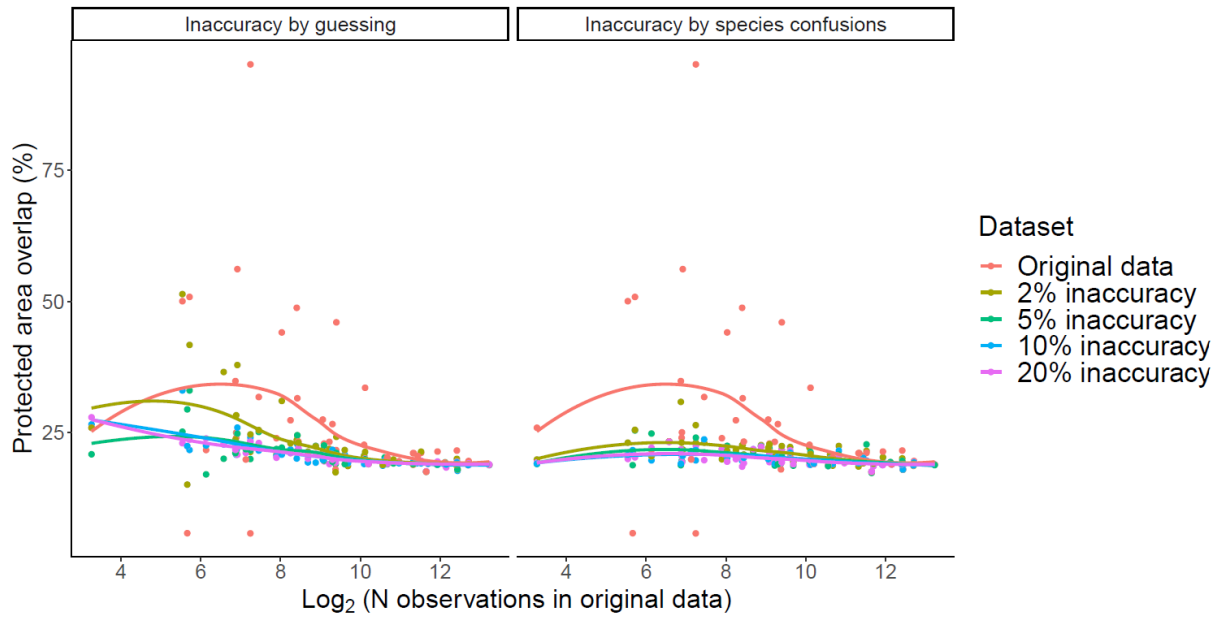 Inaccuracy by guessing
Inaccuracy by species confusions
Protected area overlap (%)
75
50
25
4 6 8 10 12
4 6 8 10 12
Log₂ (N observations in original data)
Dataset
Original data
2% inaccuracy
5% inaccuracy
10% inaccuracy
20% inaccuracy